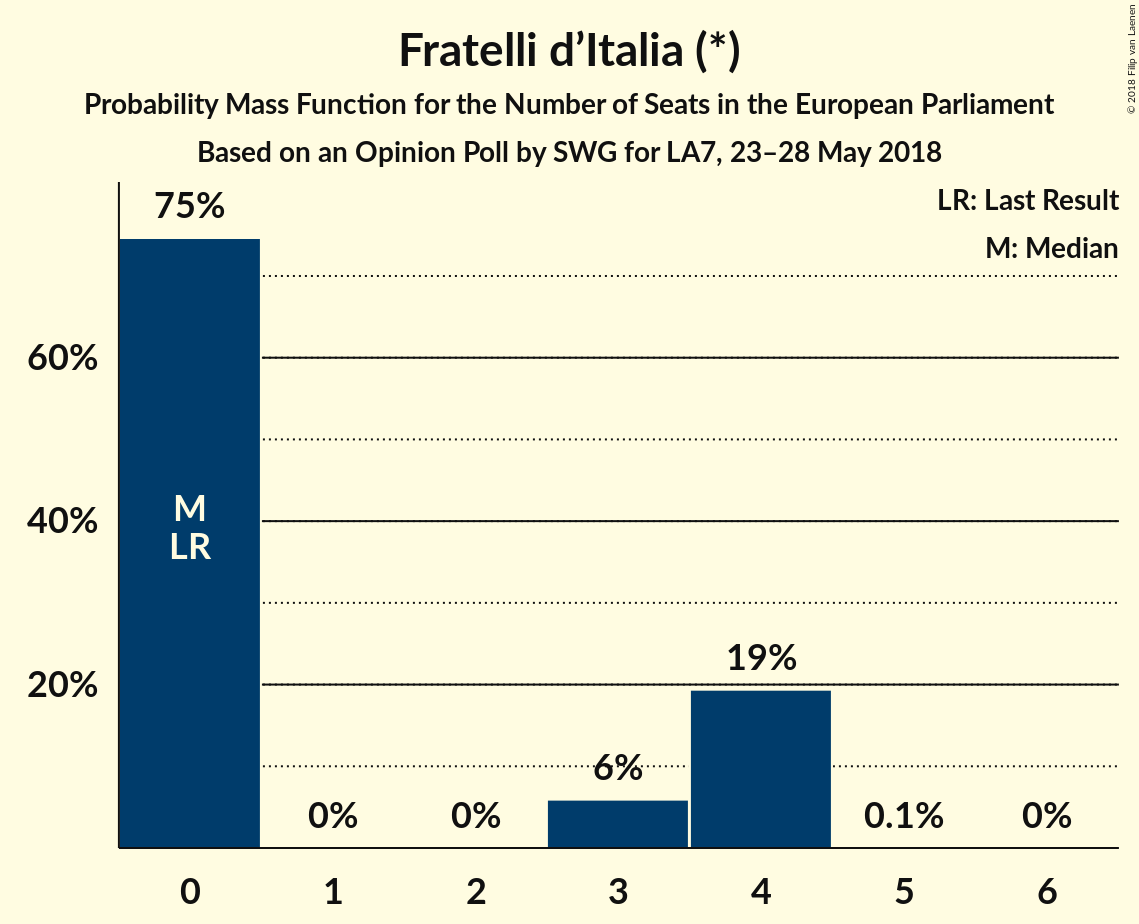 Fratelli d’Italia (*)
Probability Mass Function for the Number of Seats in the European Parliament
Based on an Opinion Poll by SWG for LA7, 23–28 May 2018
© 2018 Filip van Laenen
LR: Last Result
M: Median
75%
60%
40%
20%
M
LR
0%
0%
6%
19%
0.1%
0%
0
1
2
3
4
5
6